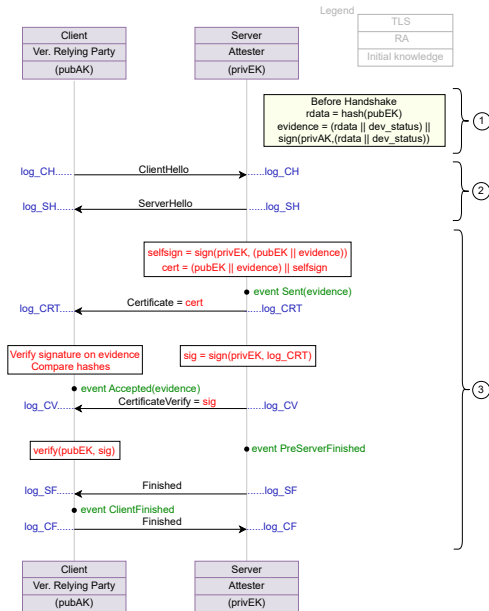 Legend
TLS
RA
Initial knowledge
Client
Ver. Relying Party
(pubAK)
Server
Attester
(privEK)
Before Handshake
rdata = hash(pubEK)
evidence = (rdata || dev_status) ||
sign(privAK,(rdata || dev_status))
1
log_CH
ClientHello
log_CH
2
log_SH
ServerHello
log_SH
selfsign = sign(privEK, (pubEK || evidence))
cert = (pubEK || evidence) || selfsign
event Sent(evidence)
log_CRT
Certificate = cert
log_CRT
Verify signature on evidence
Compare hashes
sig = sign(privEK, log_CRT)
event Accepted(evidence)
3
log_CV
CertificateVerify = sig
log_CV
verify(pubEK, sig)
event PreServerFinished
log_SF
Finished
log_SF
event ClientFinished
log_CF
Finished
log_CF
Client
Ver. Relying Party
(pubAK)
Server
Attester
(privEK)